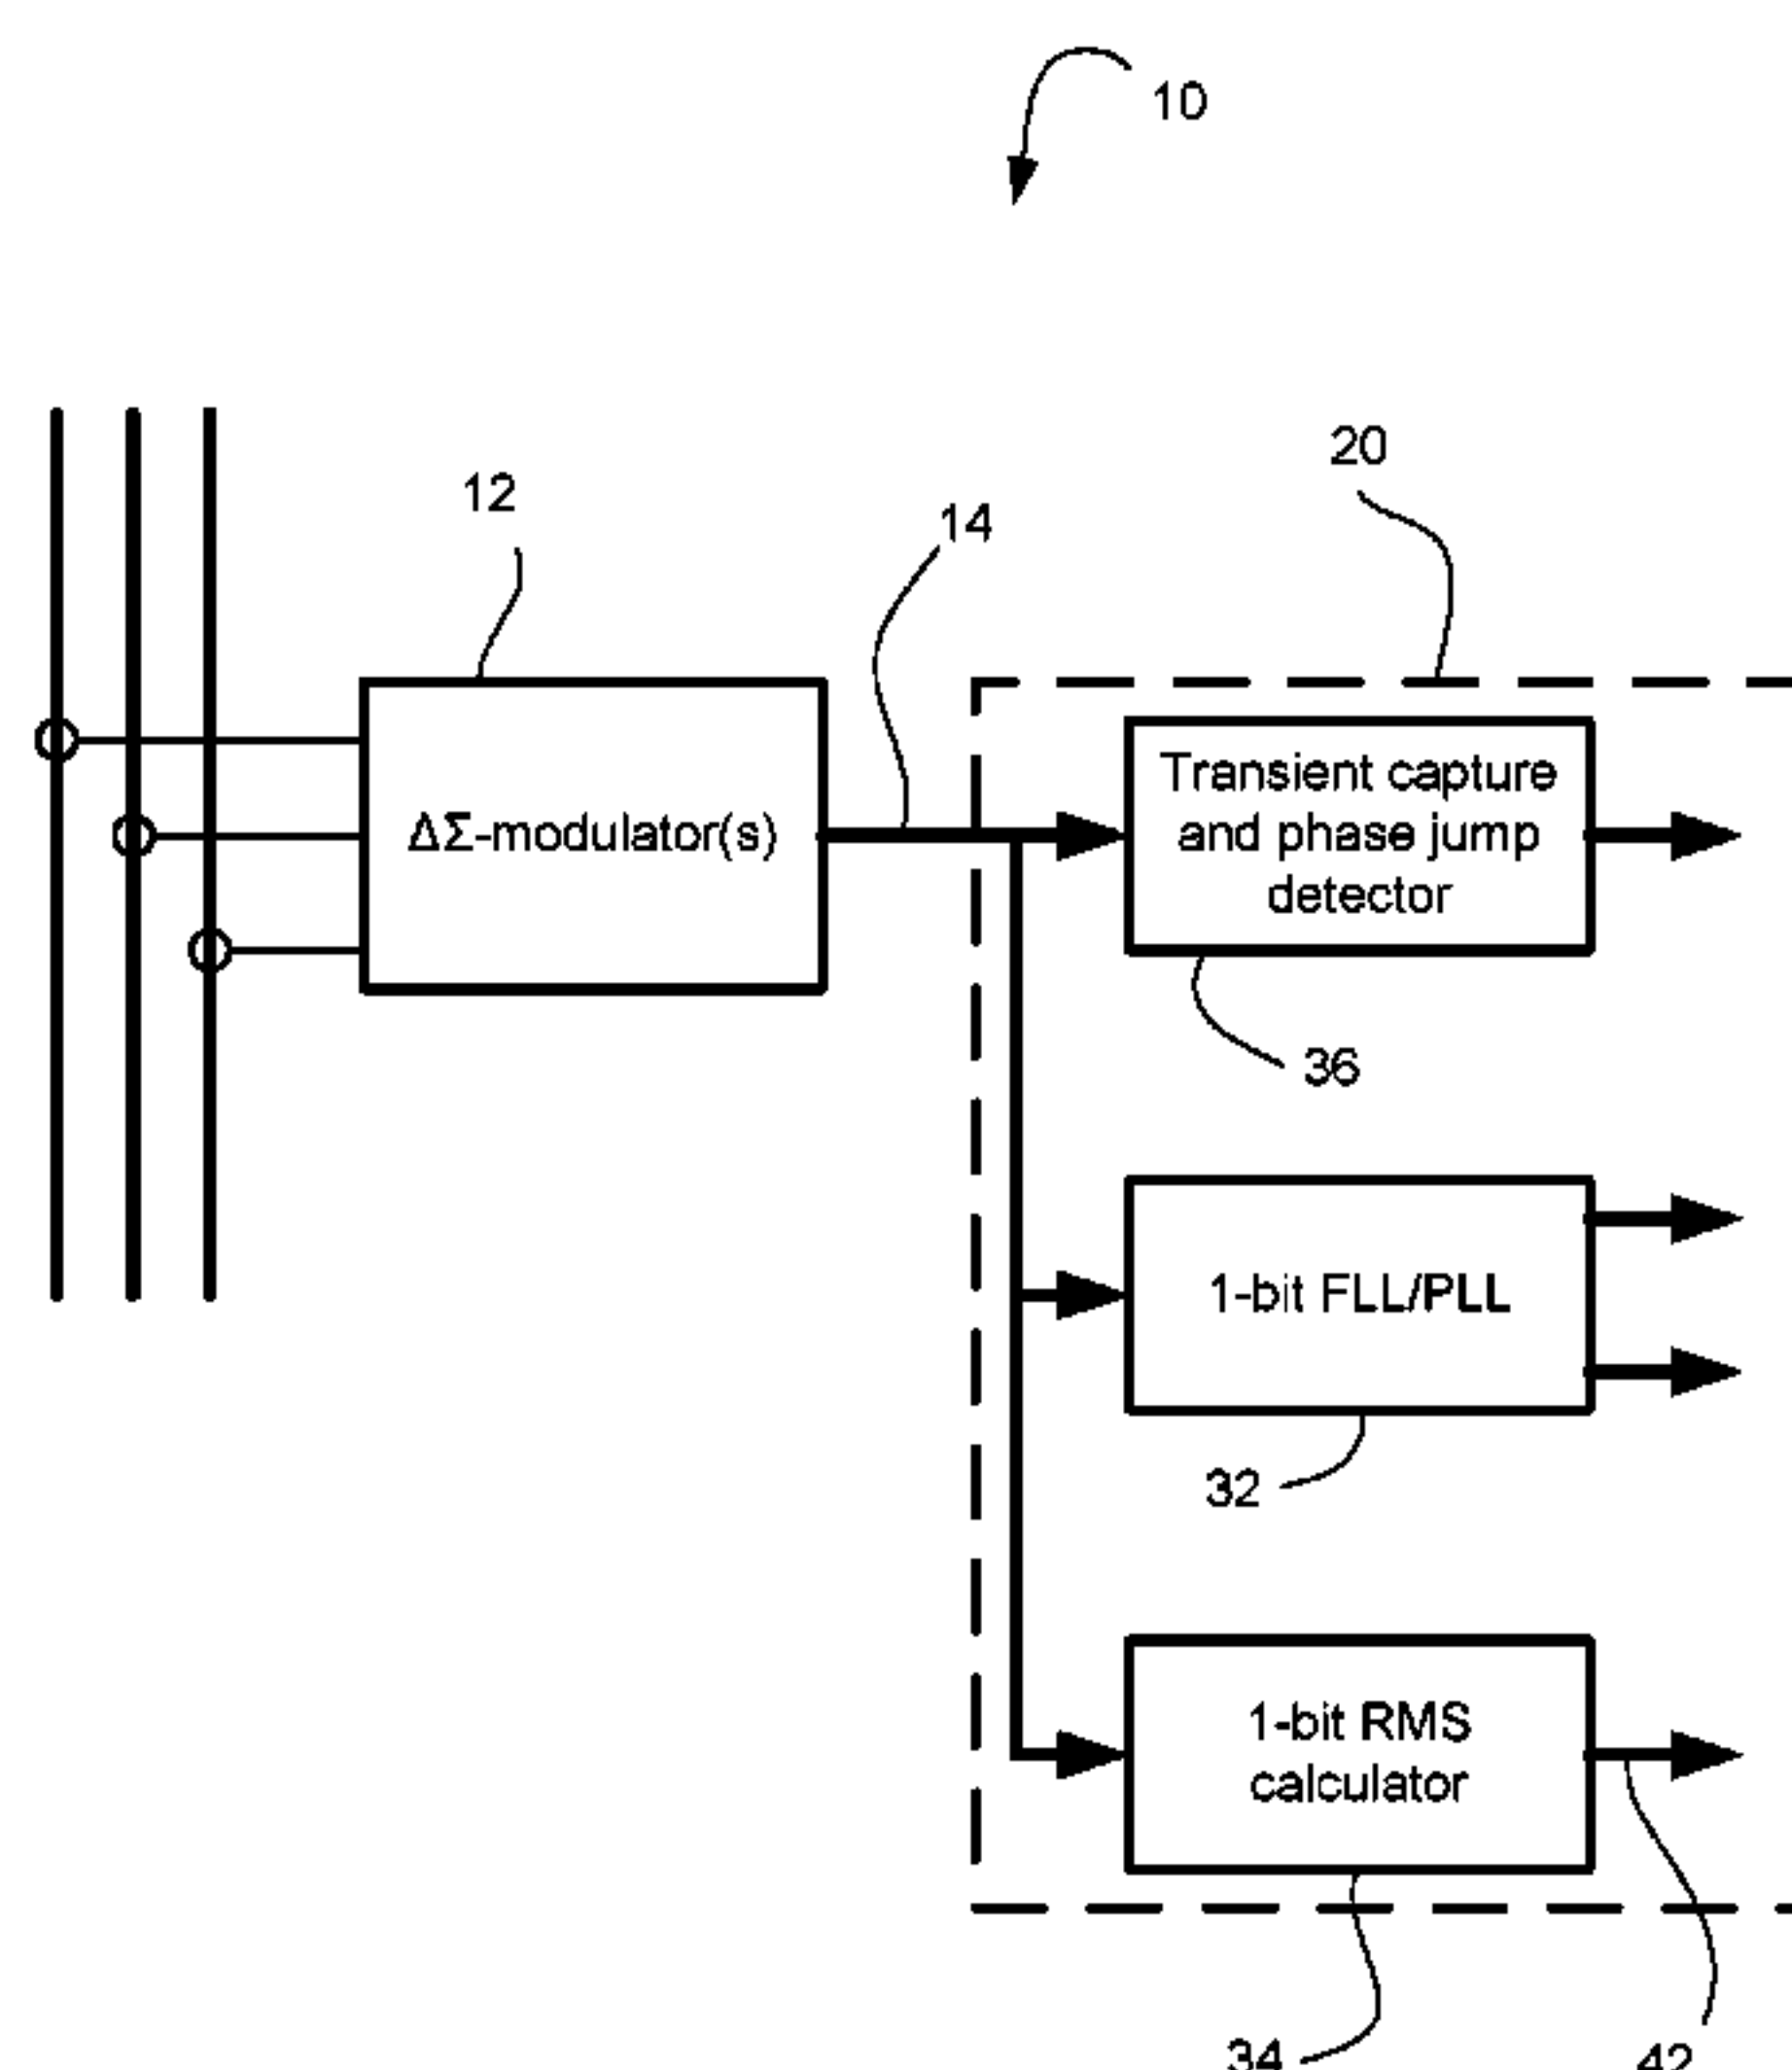 10
20
12
14
Transient capture
and phase jump
detector
ΔΣ-modulator(s)
36
1-bit FLL/PLL
32
1-bit RMS
calculator
34
42